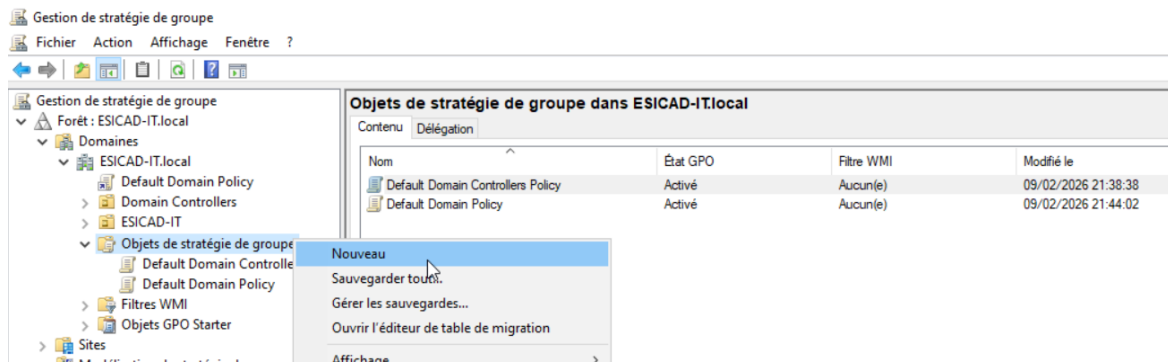 Gestion de stratégie de groupe
Fichier Action Affichage Fenêtre ?
Gestion de stratégie de groupe
Forêt : ESICAD-IT.local
Domaines
ESICAD-IT.local
Default Domain Policy
Domain Controllers
ESICAD-IT
Objets de stratégie de groupe
Default Domain Controlle
Default Domain Policy
Filtres WMI
Objets GPO Starter
Sites
Nouveau
Sauvegarder tout...
Gérer les sauvegardes...
Ouvrir l'éditeur de table de migration
Affichage
Objets de stratégie de groupe dans ESICAD-IT.local
Contenu Délégation
Nom État GPO Filtre WMI Modifié le
Default Domain Controllers Policy Activé Aucun(e) 09/02/2026 21:38:38
Default Domain Policy Activé Aucun(e) 09/02/2026 21:44:02